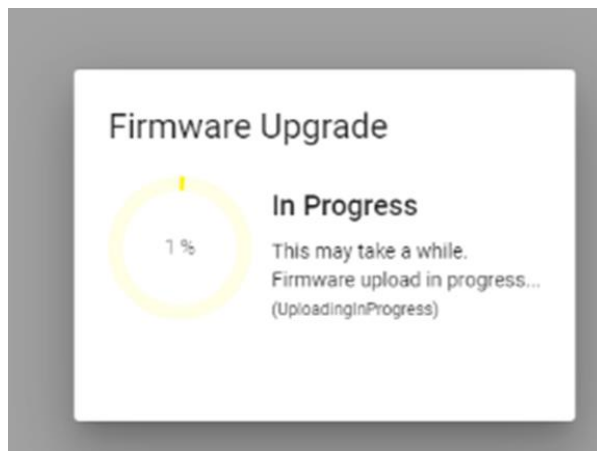 Firmware Upgrade
1 %
In Progress
This may take a while.
Firmware upload in progress...
(UploadingInProgress)